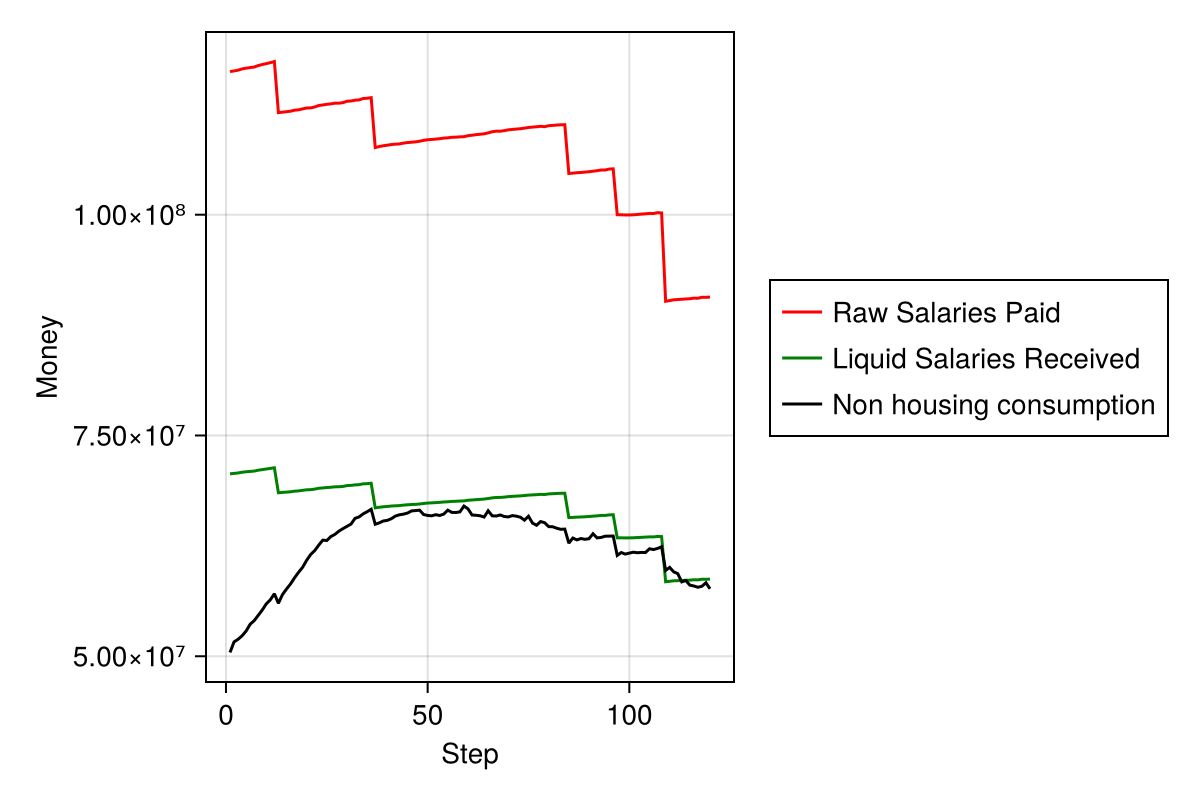 1.00×10⁸
7.50×10⁷
5.00×10⁷
Money
0 50 100
Step
Raw Salaries Paid
Liquid Salaries Received
Non housing consumption